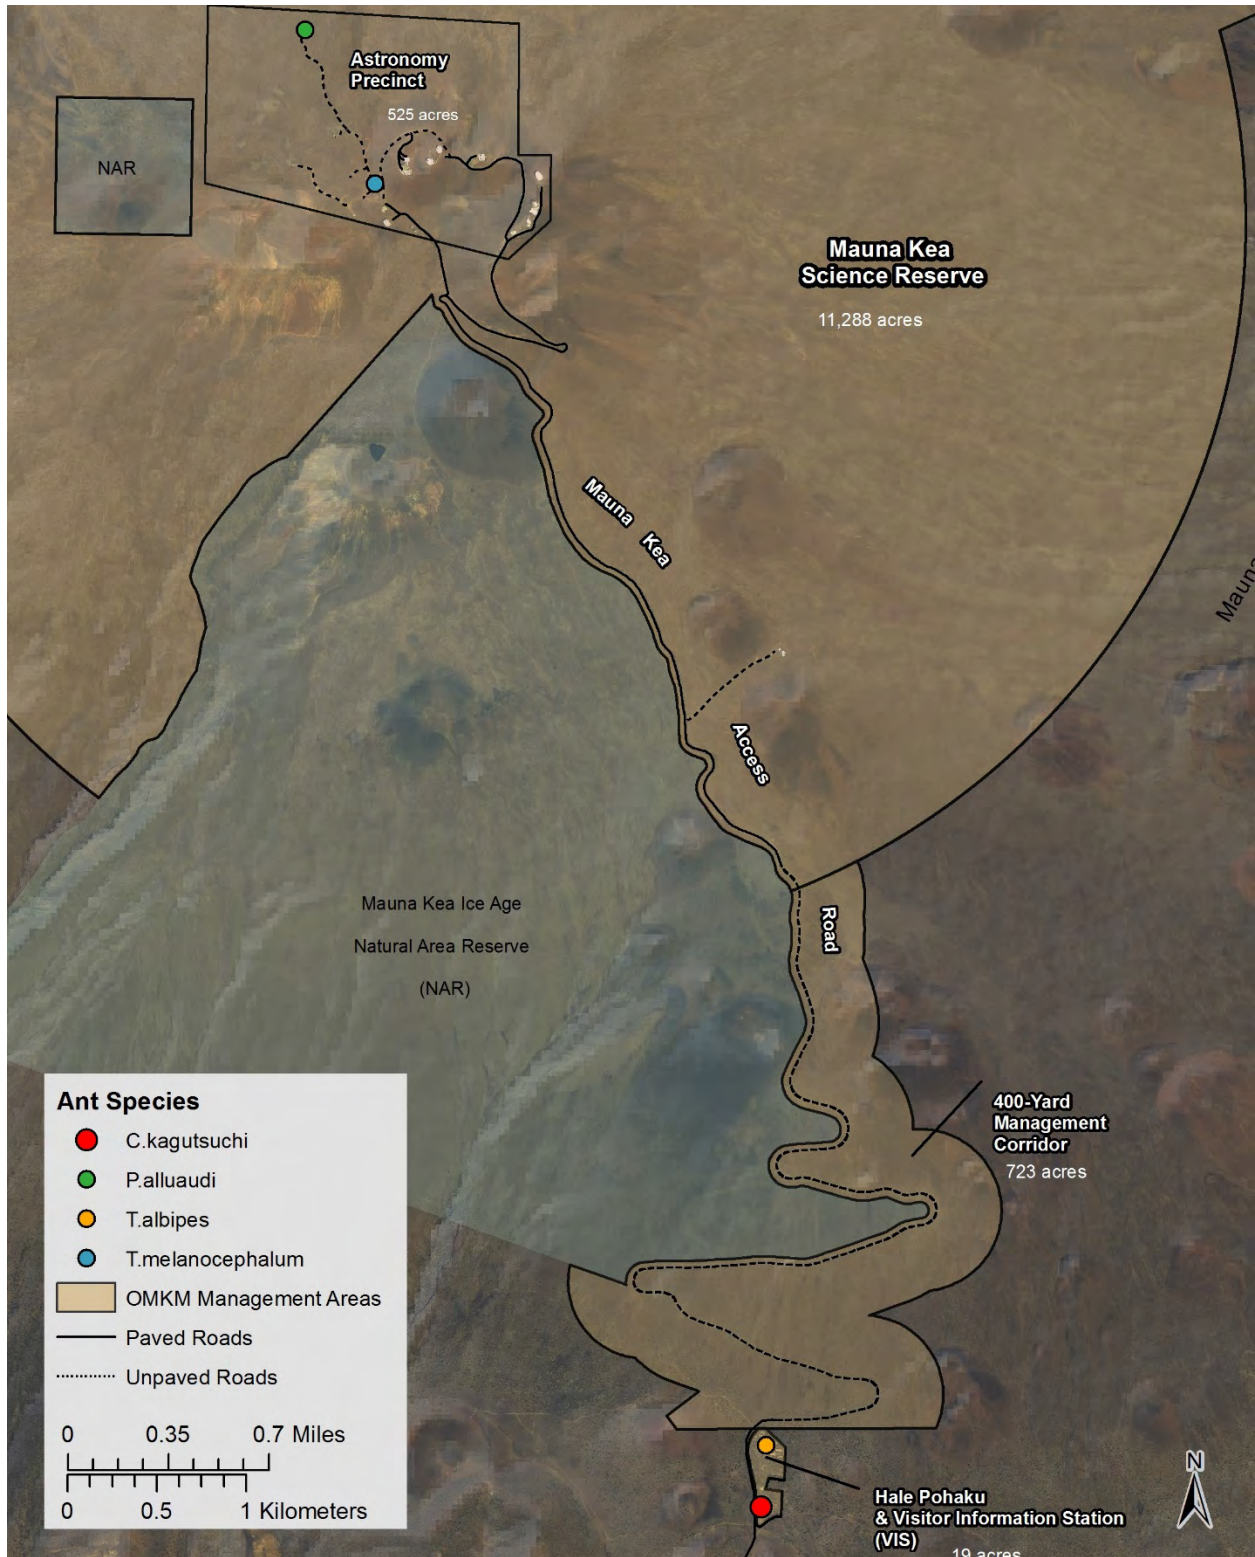 Astronomy
Precinct
525 acres
NAR
Mauna Kea
Science Reserve
11,288 acres
Mauna Kea
Access
Road
Mauna
Mauna Kea Ice Age
Natural Area Reserve
(NAR)
400-Yard
Management
Corridor
723 acres
Ant Species
C.kagutsuchi
P.alluaudi
T.albipes
T.melanocephalum
OMKM Management Areas
Paved Roads
Unpaved Roads
0 0.35 0.7 Miles
0 0.5 1 Kilometers
Hale Pohaku
& Visitor Information Station
(VIS)
19 acres
N